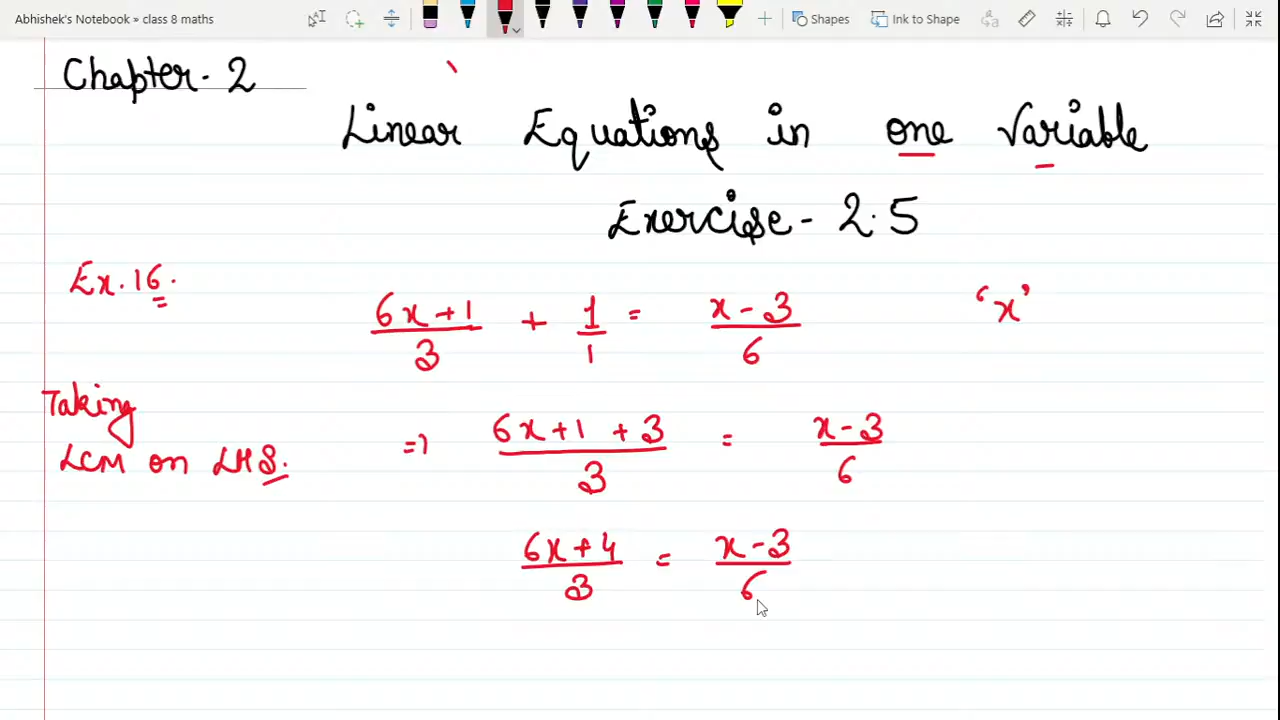 Abhishek's Notebook » class 8 maths
Shapes
Ink to Shape
Chapter - 2
Linear Equations in one Variable
Exercise - 2.5
Ex. 16.
6x+1/3 + 1/1 = x-3/6 ‘x’
Taking
LCM on LHS. => 6x+1+3/3 = x-3/6
6x+4/3 = x-3/6